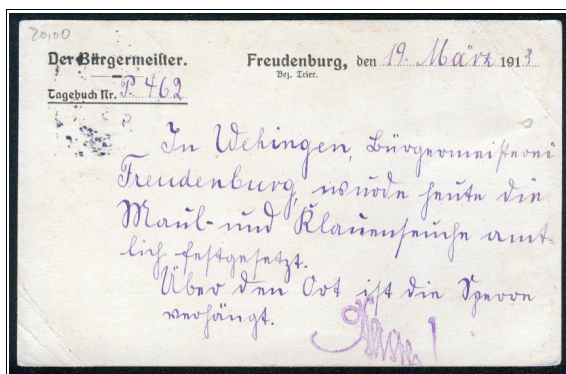 20,00
Der Bürgermeister.
Freudenburg, den 19. März 1913
Bez. Trier.
Tagebuch Nr. P. 462
In Wehingen, Bürgermeisterei
Freudenburg, wurde heute die
Maul- und Klauenseuche amt-
lich festgesetzt.
Über den Ort ist die Sperre
verhängt.